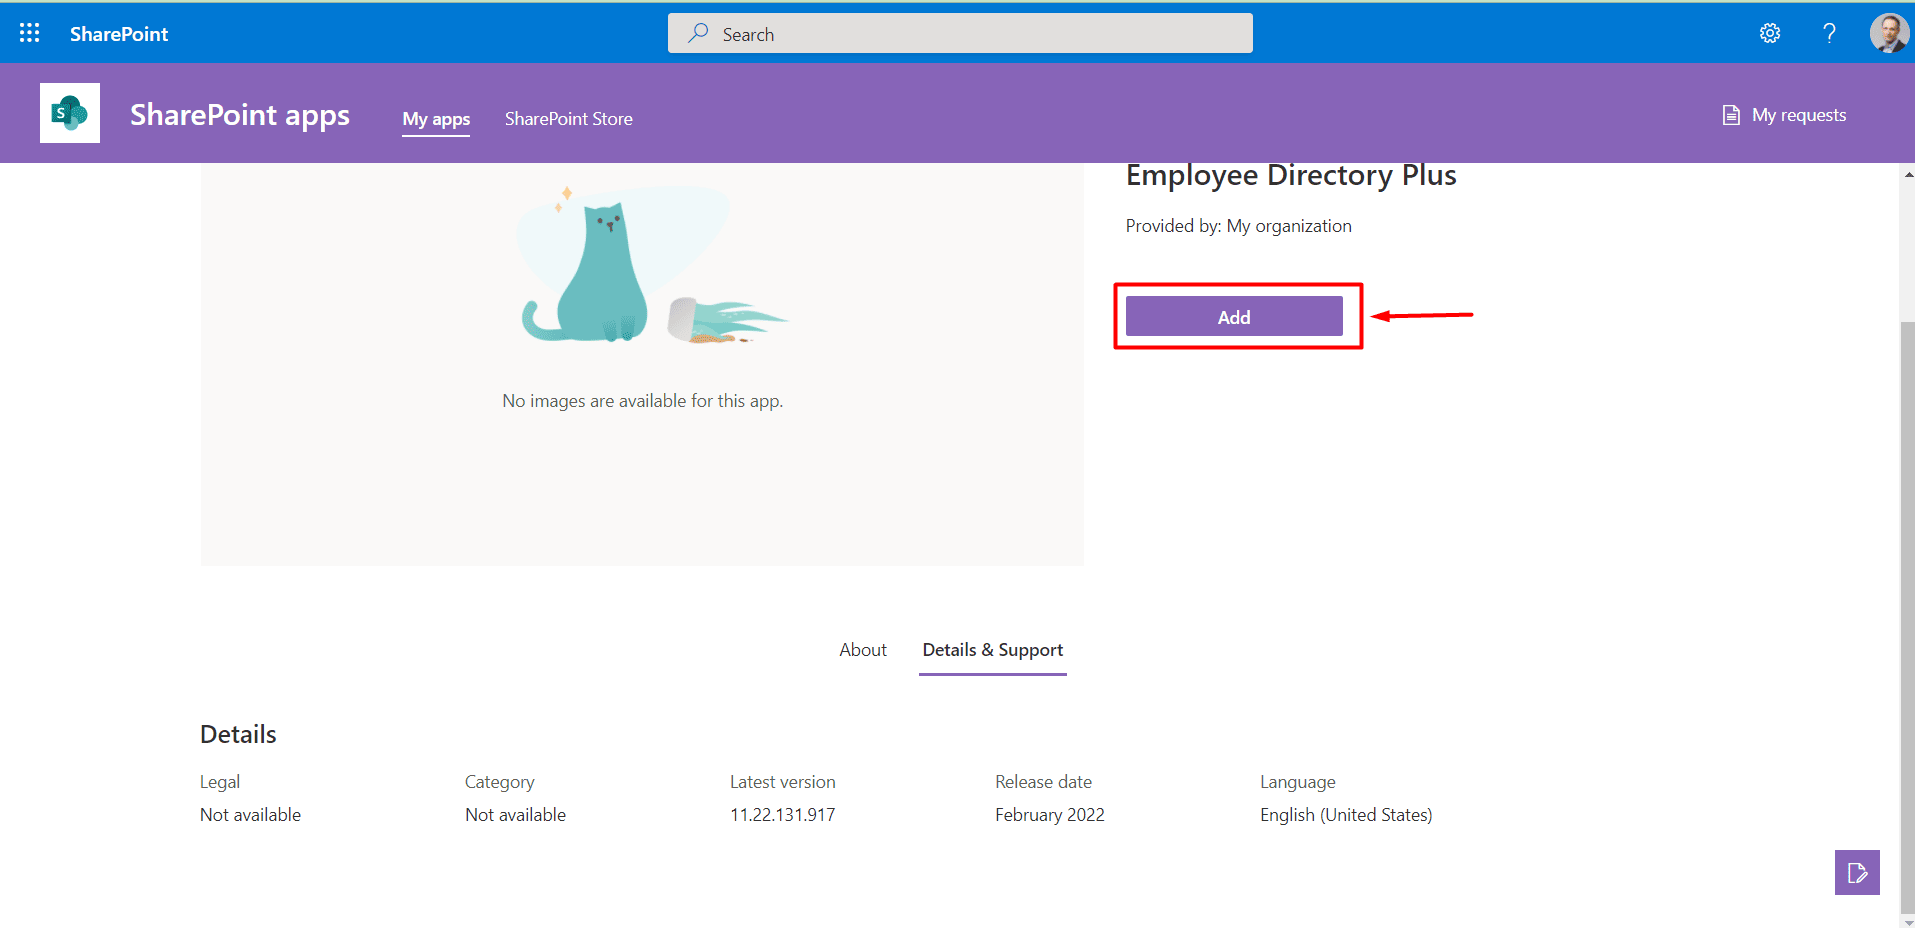 SharePoint
Search
?
S
SharePoint apps
My apps
SharePoint Store
My requests
Employee Directory Plus
Provided by: My organization
Add
No images are available for this app.
About
Details & Support
Details
Legal
Category
Latest version
Release date
Language
Not available
Not available
11.22.131.917
February 2022
English (United States)